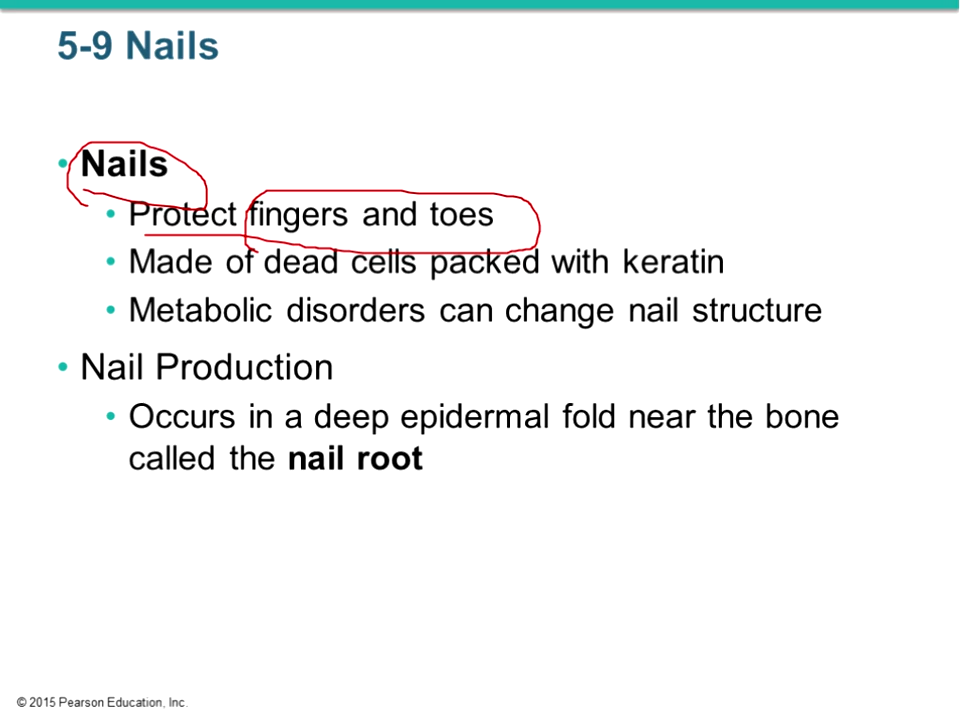 5-9 Nails
• Nails
• Protect fingers and toes
• Made of dead cells packed with keratin
• Metabolic disorders can change nail structure
• Nail Production
• Occurs in a deep epidermal fold near the bone
called the nail root
© 2015 Pearson Education, Inc.